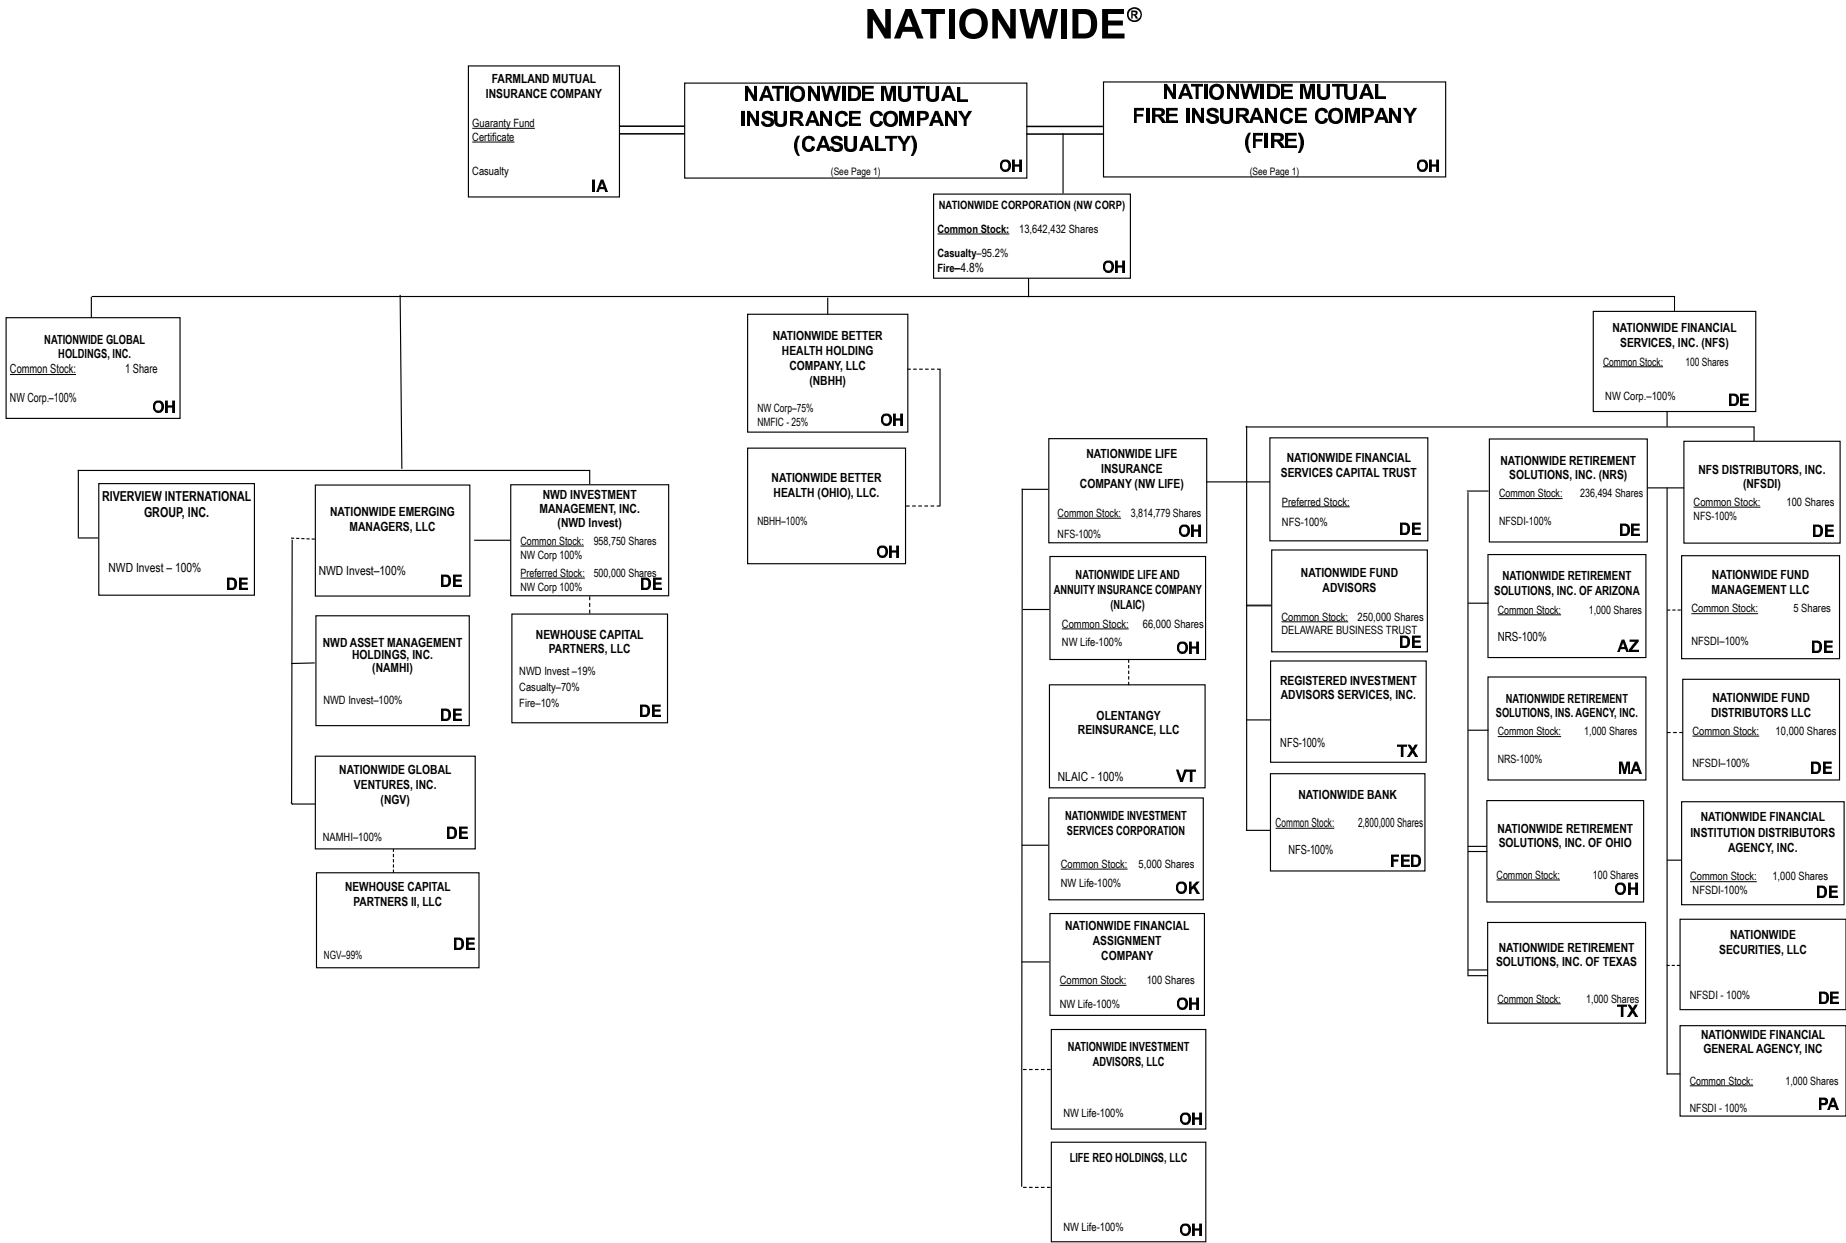 NATIONWIDE®
FARMLAND MUTUAL
INSURANCE COMPANY
Guaranty Fund
Certificate
Casualty
IA
NATIONWIDE MUTUAL
INSURANCE COMPANY
(CASUALTY)
(See Page 1)
OH
NATIONWIDE MUTUAL
FIRE INSURANCE COMPANY
(FIRE)
(See Page 1)
OH
NATIONWIDE CORPORATION (NW CORP)
Common Stock: 13,642,432 Shares
Casualty–95.2%
Fire–4.8%
OH
NATIONWIDE GLOBAL
HOLDINGS, INC.
Common Stock: 1 Share
NW Corp.–100%
OH
NATIONWIDE BETTER
HEALTH HOLDING
COMPANY, LLC
(NBHH)
NW Corp–75%
NMFIC - 25%
OH
NATIONWIDE BETTER
HEALTH (OHIO), LLC.
NBHH–100%
OH
NATIONWIDE FINANCIAL
SERVICES, INC. (NFS)
Common Stock: 100 Shares
NW Corp.–100%
DE
RIVERVIEW INTERNATIONAL
GROUP, INC.
NWD Invest – 100%
DE
NATIONWIDE EMERGING
MANAGERS, LLC
NWD Invest–100%
DE
NWD INVESTMENT
MANAGEMENT, INC.
(NWD Invest)
Common Stock: 958,750 Shares
NW Corp 100%
Preferred Stock: 500,000 Shares
NW Corp 100%
DE
NWD ASSET MANAGEMENT
HOLDINGS, INC.
(NAMHI)
NWD Invest–100%
DE
NEWHOUSE CAPITAL
PARTNERS, LLC
NWD Invest –19%
Casualty–70%
Fire–10%
DE
NATIONWIDE GLOBAL
VENTURES, INC.
(NGV)
NAMHI–100%
DE
NEWHOUSE CAPITAL
PARTNERS II, LLC
NGV–99%
DE
NATIONWIDE LIFE
INSURANCE
COMPANY (NW LIFE)
Common Stock: 3,814,779 Shares
NFS-100%
OH
NATIONWIDE LIFE AND
ANNUITY INSURANCE COMPANY
(NLAIC)
Common Stock: 66,000 Shares
NW Life-100%
OH
OLENTANGY
REINSURANCE, LLC
NLAIC - 100%
VT
NATIONWIDE INVESTMENT
SERVICES CORPORATION
Common Stock: 5,000 Shares
NW Life-100%
OK
NATIONWIDE FINANCIAL
ASSIGNMENT
COMPANY
Common Stock: 100 Shares
NW Life-100%
OH
NATIONWIDE INVESTMENT
ADVISORS, LLC
NW Life-100%
OH
LIFE REO HOLDINGS, LLC
NW Life-100%
OH
NATIONWIDE FINANCIAL
SERVICES CAPITAL TRUST
Preferred Stock:
NFS-100%
DE
NATIONWIDE FUND
ADVISORS
Common Stock: 250,000 Shares
DELAWARE BUSINESS TRUST
DE
REGISTERED INVESTMENT
ADVISORS SERVICES, INC.
NFS-100%
TX
NATIONWIDE BANK
Common Stock: 2,800,000 Shares
NFS-100%
FED
NATIONWIDE RETIREMENT
SOLUTIONS, INC. (NRS)
Common Stock: 236,494 Shares
NFSDI-100%
DE
NATIONWIDE RETIREMENT
SOLUTIONS, INC. OF ARIZONA
Common Stock: 1,000 Shares
NRS-100%
AZ
NATIONWIDE RETIREMENT
SOLUTIONS, INS. AGENCY, INC.
Common Stock: 1,000 Shares
NRS-100%
MA
NATIONWIDE RETIREMENT
SOLUTIONS, INC. OF OHIO
Common Stock: 100 Shares
OH
NATIONWIDE RETIREMENT
SOLUTIONS, INC. OF TEXAS
Common Stock: 1,000 Shares
TX
NFS DISTRIBUTORS, INC.
(NFSDI)
Common Stock: 100 Shares
NFS-100%
DE
NATIONWIDE FUND
MANAGEMENT LLC
Common Stock: 5 Shares
NFSDI–100%
DE
NATIONWIDE FUND
DISTRIBUTORS LLC
Common Stock: 10,000 Shares
NFSDI–100%
DE
NATIONWIDE FINANCIAL
INSTITUTION DISTRIBUTORS
AGENCY, INC.
Common Stock: 1,000 Shares
NFSDI-100%
DE
NATIONWIDE
SECURITIES, LLC
NFSDI - 100%
DE
NATIONWIDE FINANCIAL
GENERAL AGENCY, INC
Common Stock: 1,000 Shares
NFSDI - 100%
PA